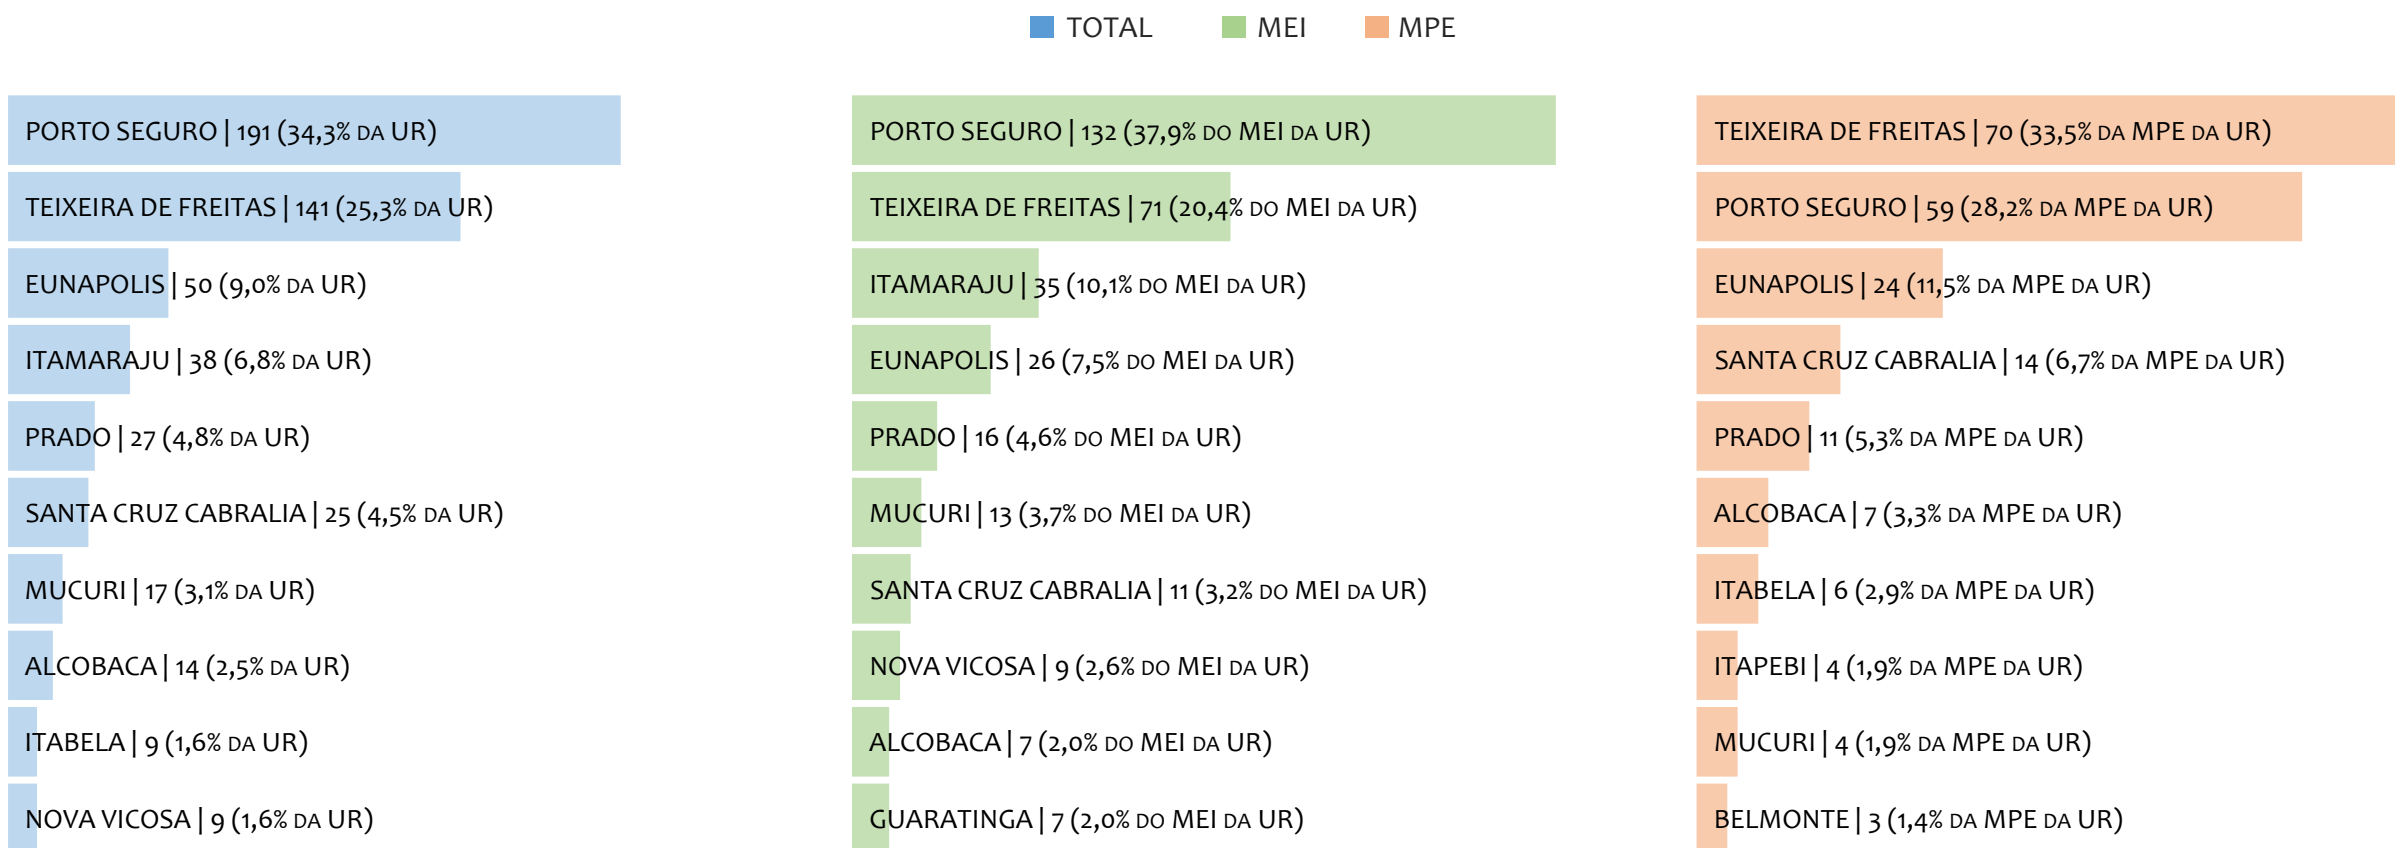 TOTAL MEI MPE
PORTO SEGURO | 191 (34,3% DA UR)
TEIXEIRA DE FREITAS | 141 (25,3% DA UR)
EUNAPOLIS | 50 (9,0% DA UR)
ITAMARAJU | 38 (6,8% DA UR)
PRADO | 27 (4,8% DA UR)
SANTA CRUZ CABRALIA | 25 (4,5% DA UR)
MUCURI | 17 (3,1% DA UR)
ALCOBACA | 14 (2,5% DA UR)
ITABELA | 9 (1,6% DA UR)
NOVA VICOSA | 9 (1,6% DA UR)
PORTO SEGURO | 132 (37,9% DO MEI DA UR)
TEIXEIRA DE FREITAS | 71 (20,4% DO MEI DA UR)
ITAMARAJU | 35 (10,1% DO MEI DA UR)
EUNAPOLIS | 26 (7,5% DO MEI DA UR)
PRADO | 16 (4,6% DO MEI DA UR)
MUCURI | 13 (3,7% DO MEI DA UR)
SANTA CRUZ CABRALIA | 11 (3,2% DO MEI DA UR)
NOVA VICOSA | 9 (2,6% DO MEI DA UR)
ALCOBACA | 7 (2,0% DO MEI DA UR)
GUARATINGA | 7 (2,0% DO MEI DA UR)
TEIXEIRA DE FREITAS | 70 (33,5% DA MPE DA UR)
PORTO SEGURO | 59 (28,2% DA MPE DA UR)
EUNAPOLIS | 24 (11,5% DA MPE DA UR)
SANTA CRUZ CABRALIA | 14 (6,7% DA MPE DA UR)
PRADO | 11 (5,3% DA MPE DA UR)
ALCOBACA | 7 (3,3% DA MPE DA UR)
ITABELA | 6 (2,9% DA MPE DA UR)
ITAPEBI | 4 (1,9% DA MPE DA UR)
MUCURI | 4 (1,9% DA MPE DA UR)
BELMONTE | 3 (1,4% DA MPE DA UR)